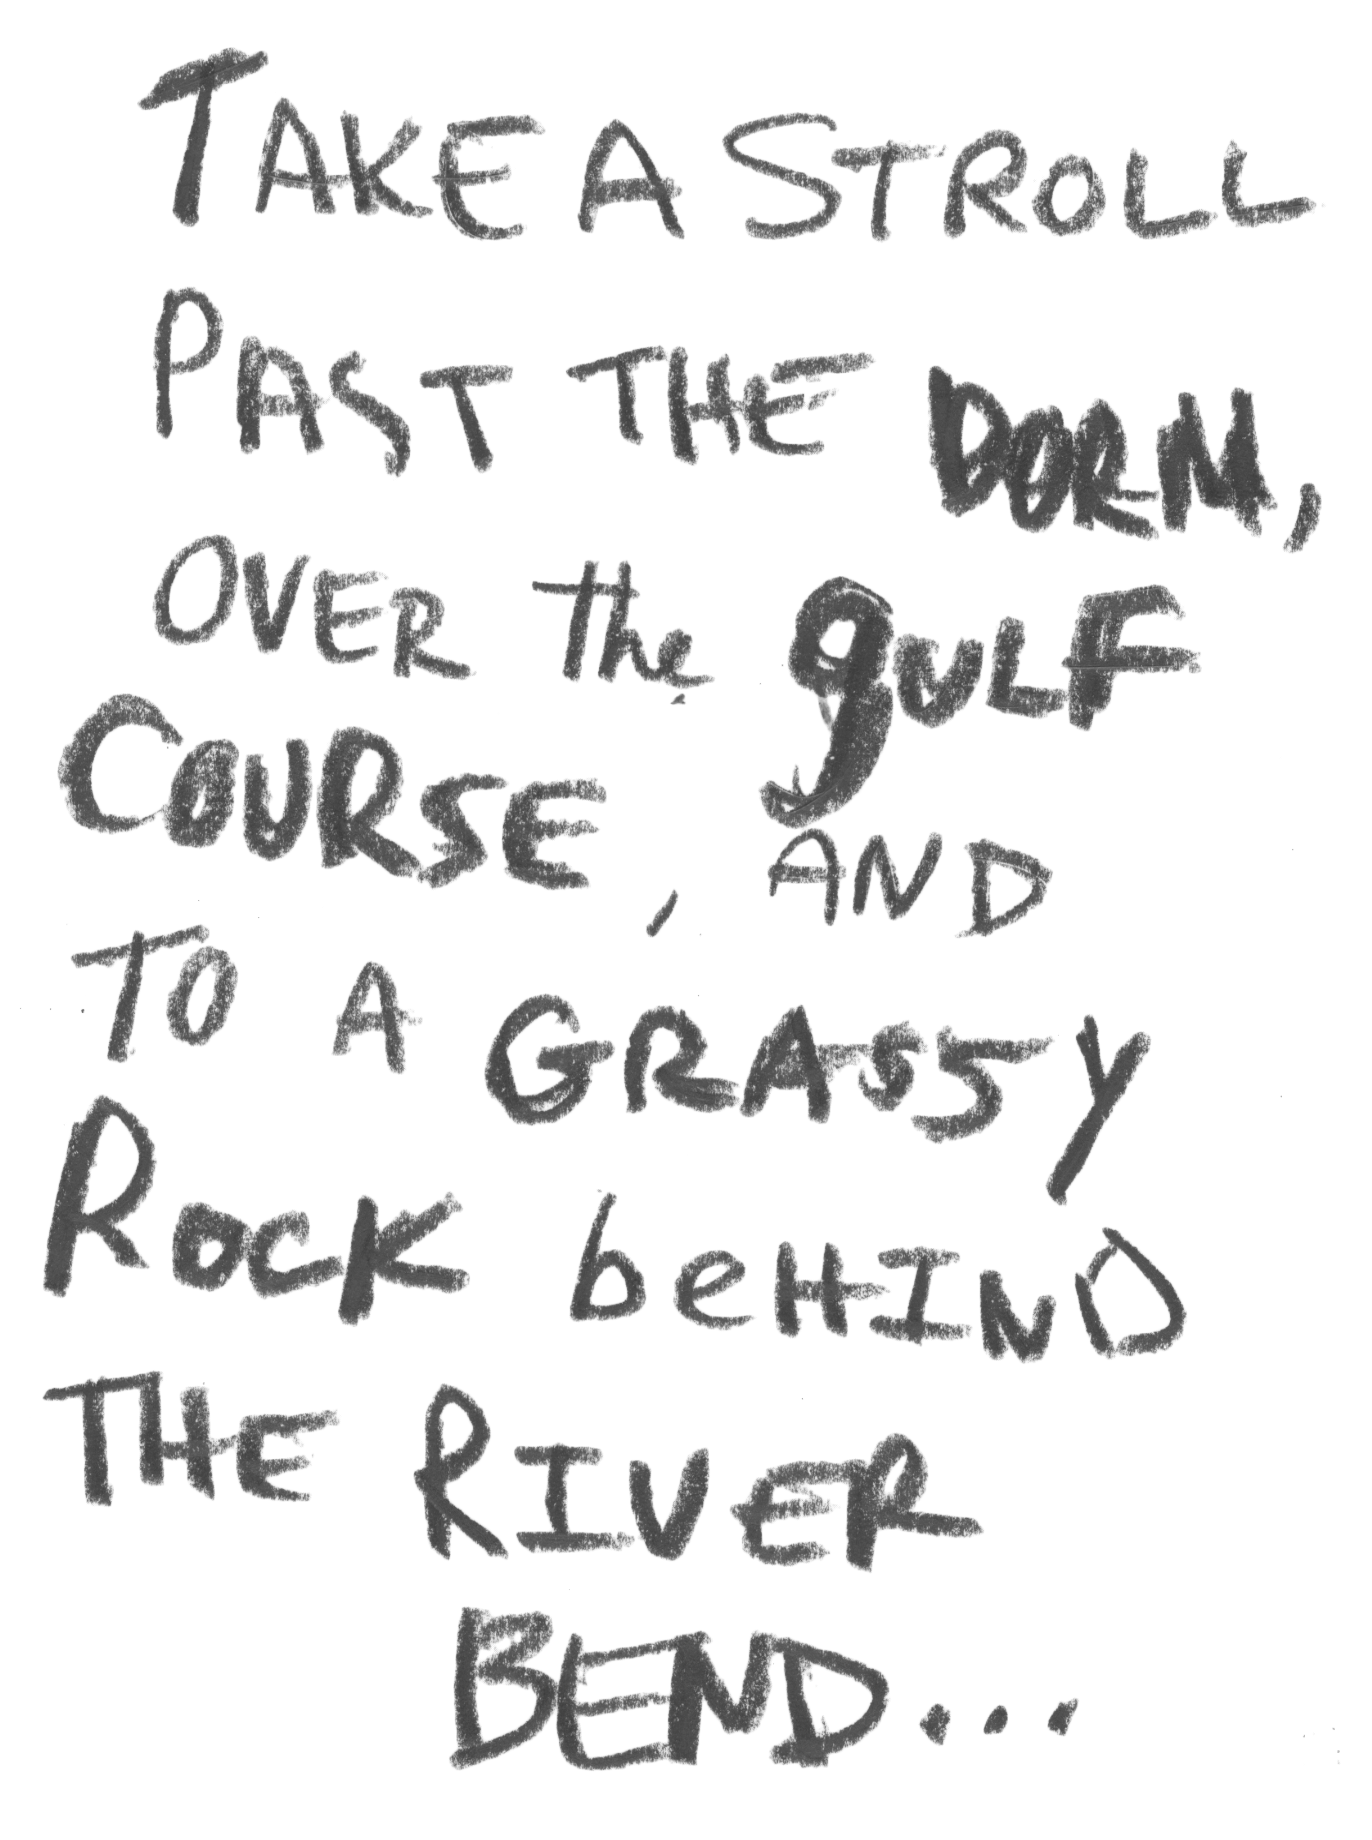 TAKE A STROLL
PAST THE DORM,
OVER the gULF
COURSE, AND
TO A GRASSY
ROCK beHIND
THE RIVER
BEND...